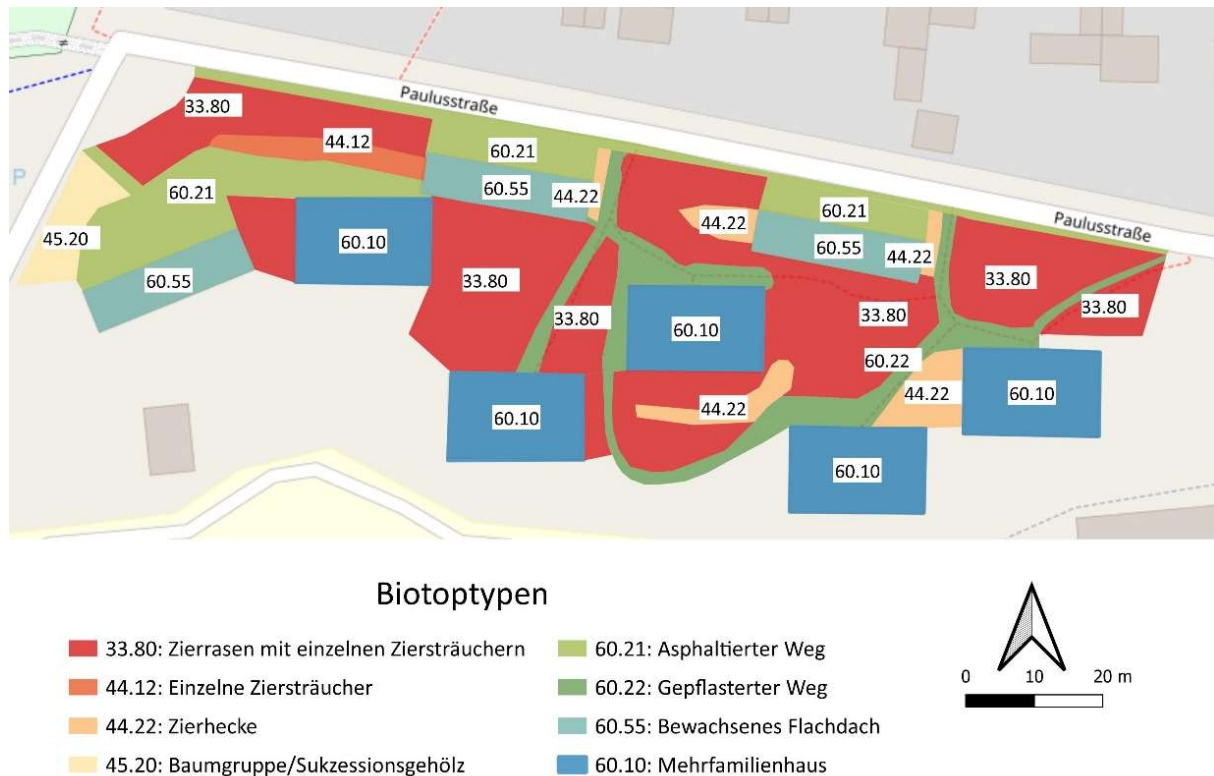 Paulusstraße
33.80
44.12
60.21
60.21
60.55
44.22
44.22
60.21
Paulusstraße
45.20
60.10
60.55
44.22
60.55
33.80
33.80
33.80
33.80
33.80
60.10
60.22
60.10
44.22
44.22
60.10
60.10
P
Biotoptypen
33.80: Zierrasen mit einzelnen Ziersträuchern
44.12: Einzelne Ziersträucher
44.22: Zierhecke
45.20: Baumgruppe/Sukzessionsgehölz
60.21: Asphaltierter Weg
60.22: Gepflasterter Weg
60.55: Bewachsenes Flachdach
60.10: Mehrfamilienhaus
0 10 20 m